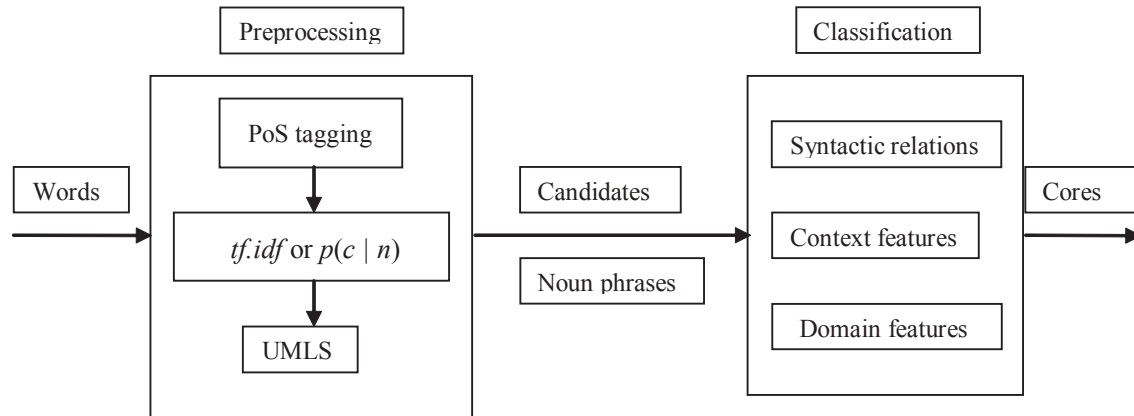 Preprocessing
Classification
PoS tagging
Syntactic relations
Words
Candidates
Cores
tf.idf or p(c | n)
Context features
Noun phrases
Domain features
UMLS